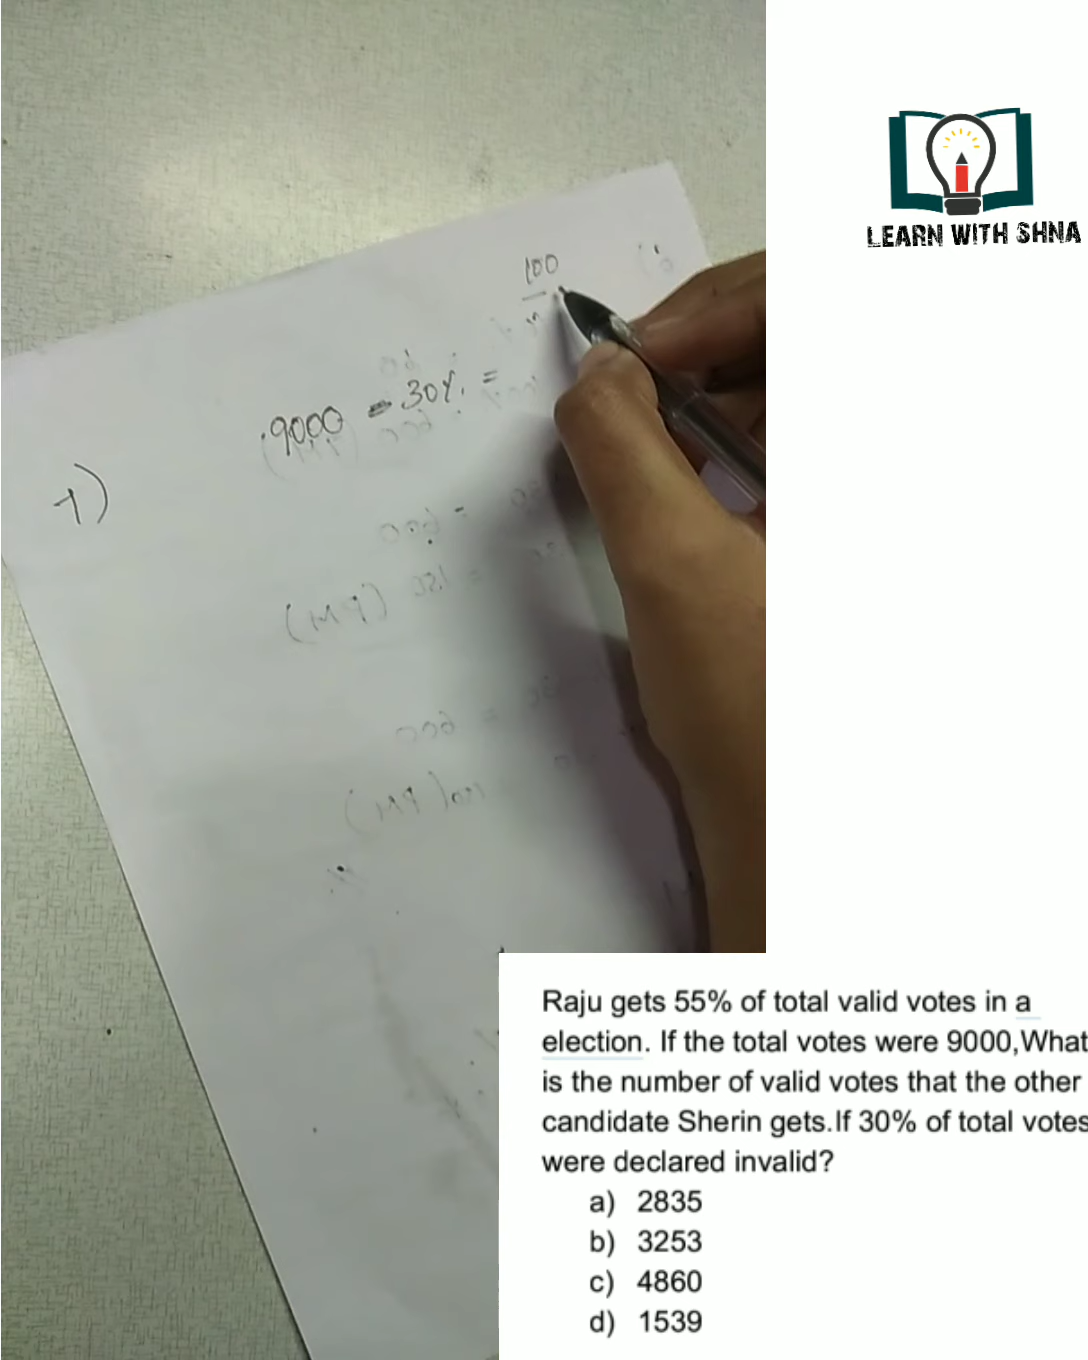 LEARN WITH SHNA
100
9000 - 30% =
7)
Raju gets 55% of total valid votes in a
election. If the total votes were 9000,What
is the number of valid votes that the other
candidate Sherin gets.If 30% of total votes
were declared invalid?
a) 2835
b) 3253
c) 4860
d) 1539